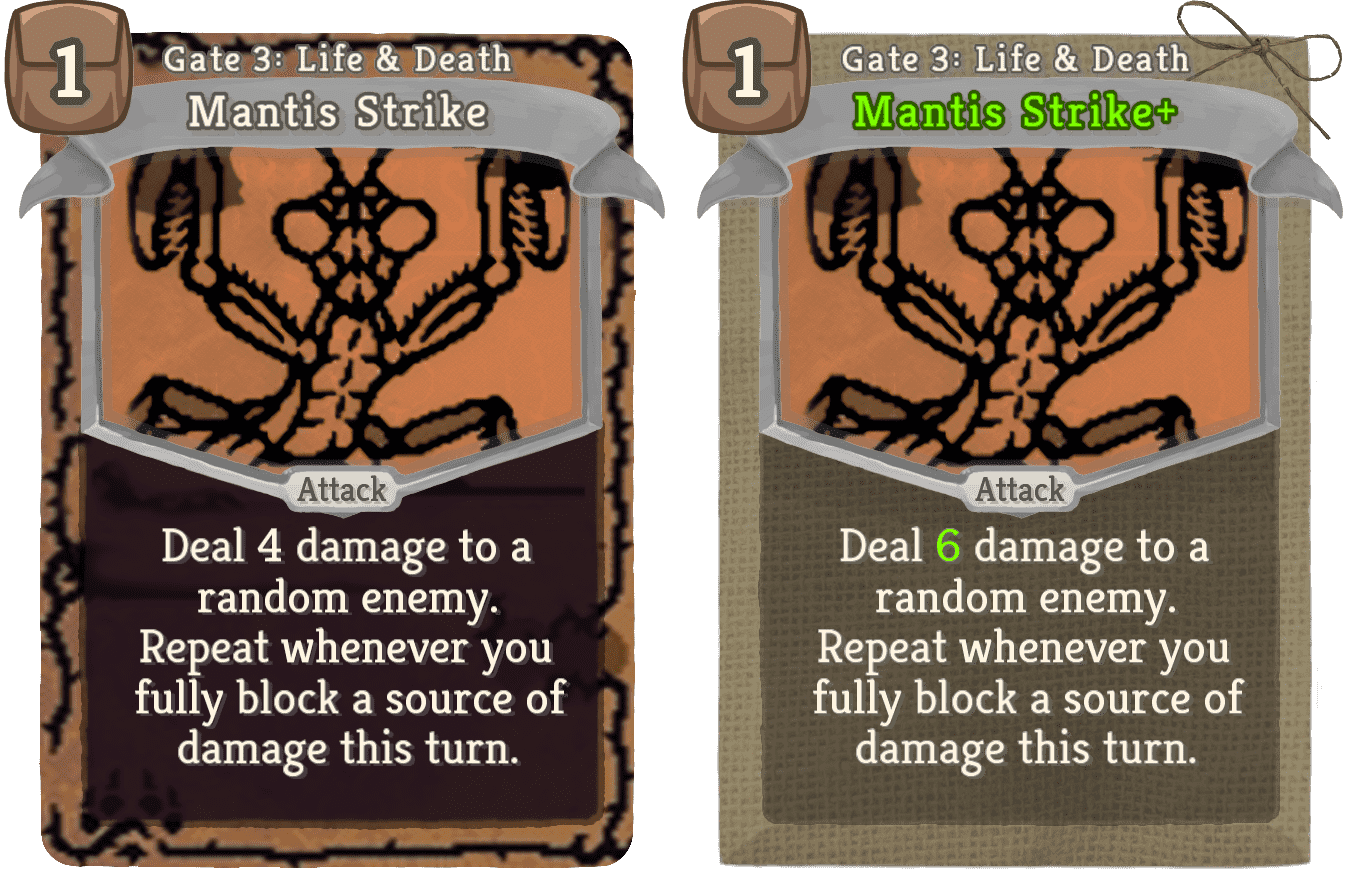 1
Gate 3: Life & Death
Mantis Strike
Attack
Deal 4 damage to a
random enemy.
Repeat whenever you
fully block a source of
damage this turn.
1
Gate 3: Life & Death
Mantis Strike+
Attack
Deal 6 damage to a
random enemy.
Repeat whenever you
fully block a source of
damage this turn.